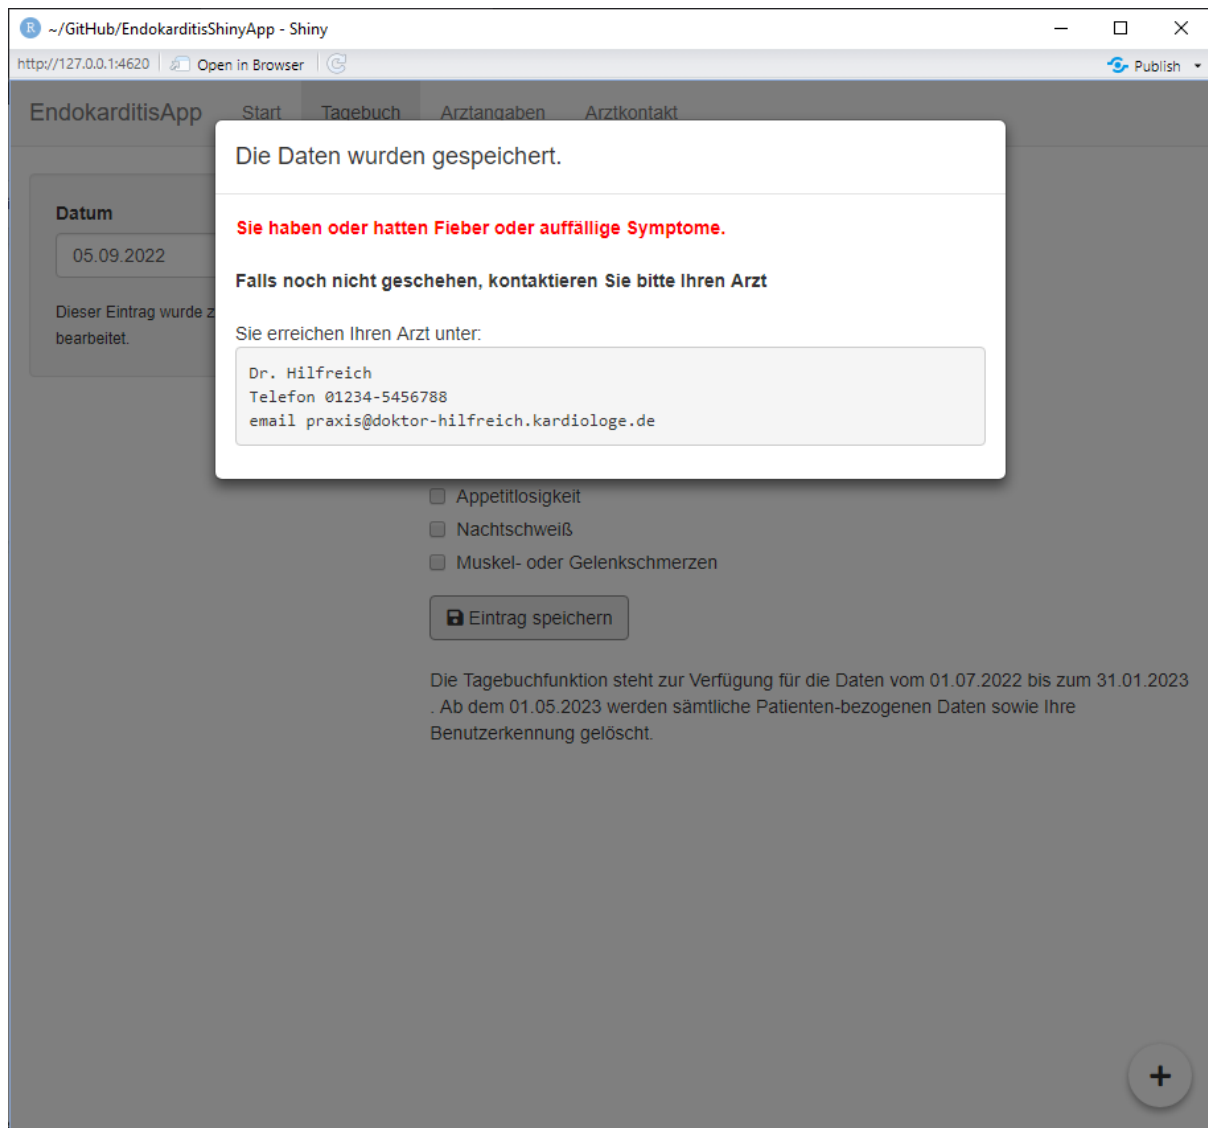 ~/GitHub/EndokarditisShinyApp - Shiny
http://127.0.0.1:4620 Open in Browser Publish
EndokarditisApp Start Tagebuch Arztangaben Arztkontakt
Die Daten wurden gespeichert.
Sie haben oder hatten Fieber oder auffällige Symptome.
Falls noch nicht geschehen, kontaktieren Sie bitte Ihren Arzt
Sie erreichen Ihren Arzt unter:
Dr. Hilfreich
Telefon 01234-5456788
email praxis@doktor-hilfreich.kardiologe.de
Datum
05.09.2022
Dieser Eintrag wurde z
bearbeitet.
Appetitlosigkeit
Nachtschweiß
Muskel- oder Gelenkschmerzen
Eintrag speichern
Die Tagebuchfunktion steht zur Verfügung für die Daten vom 01.07.2022 bis zum 31.01.2023
. Ab dem 01.05.2023 werden sämtliche Patienten-bezogenen Daten sowie Ihre
Benutzerkennung gelöscht.